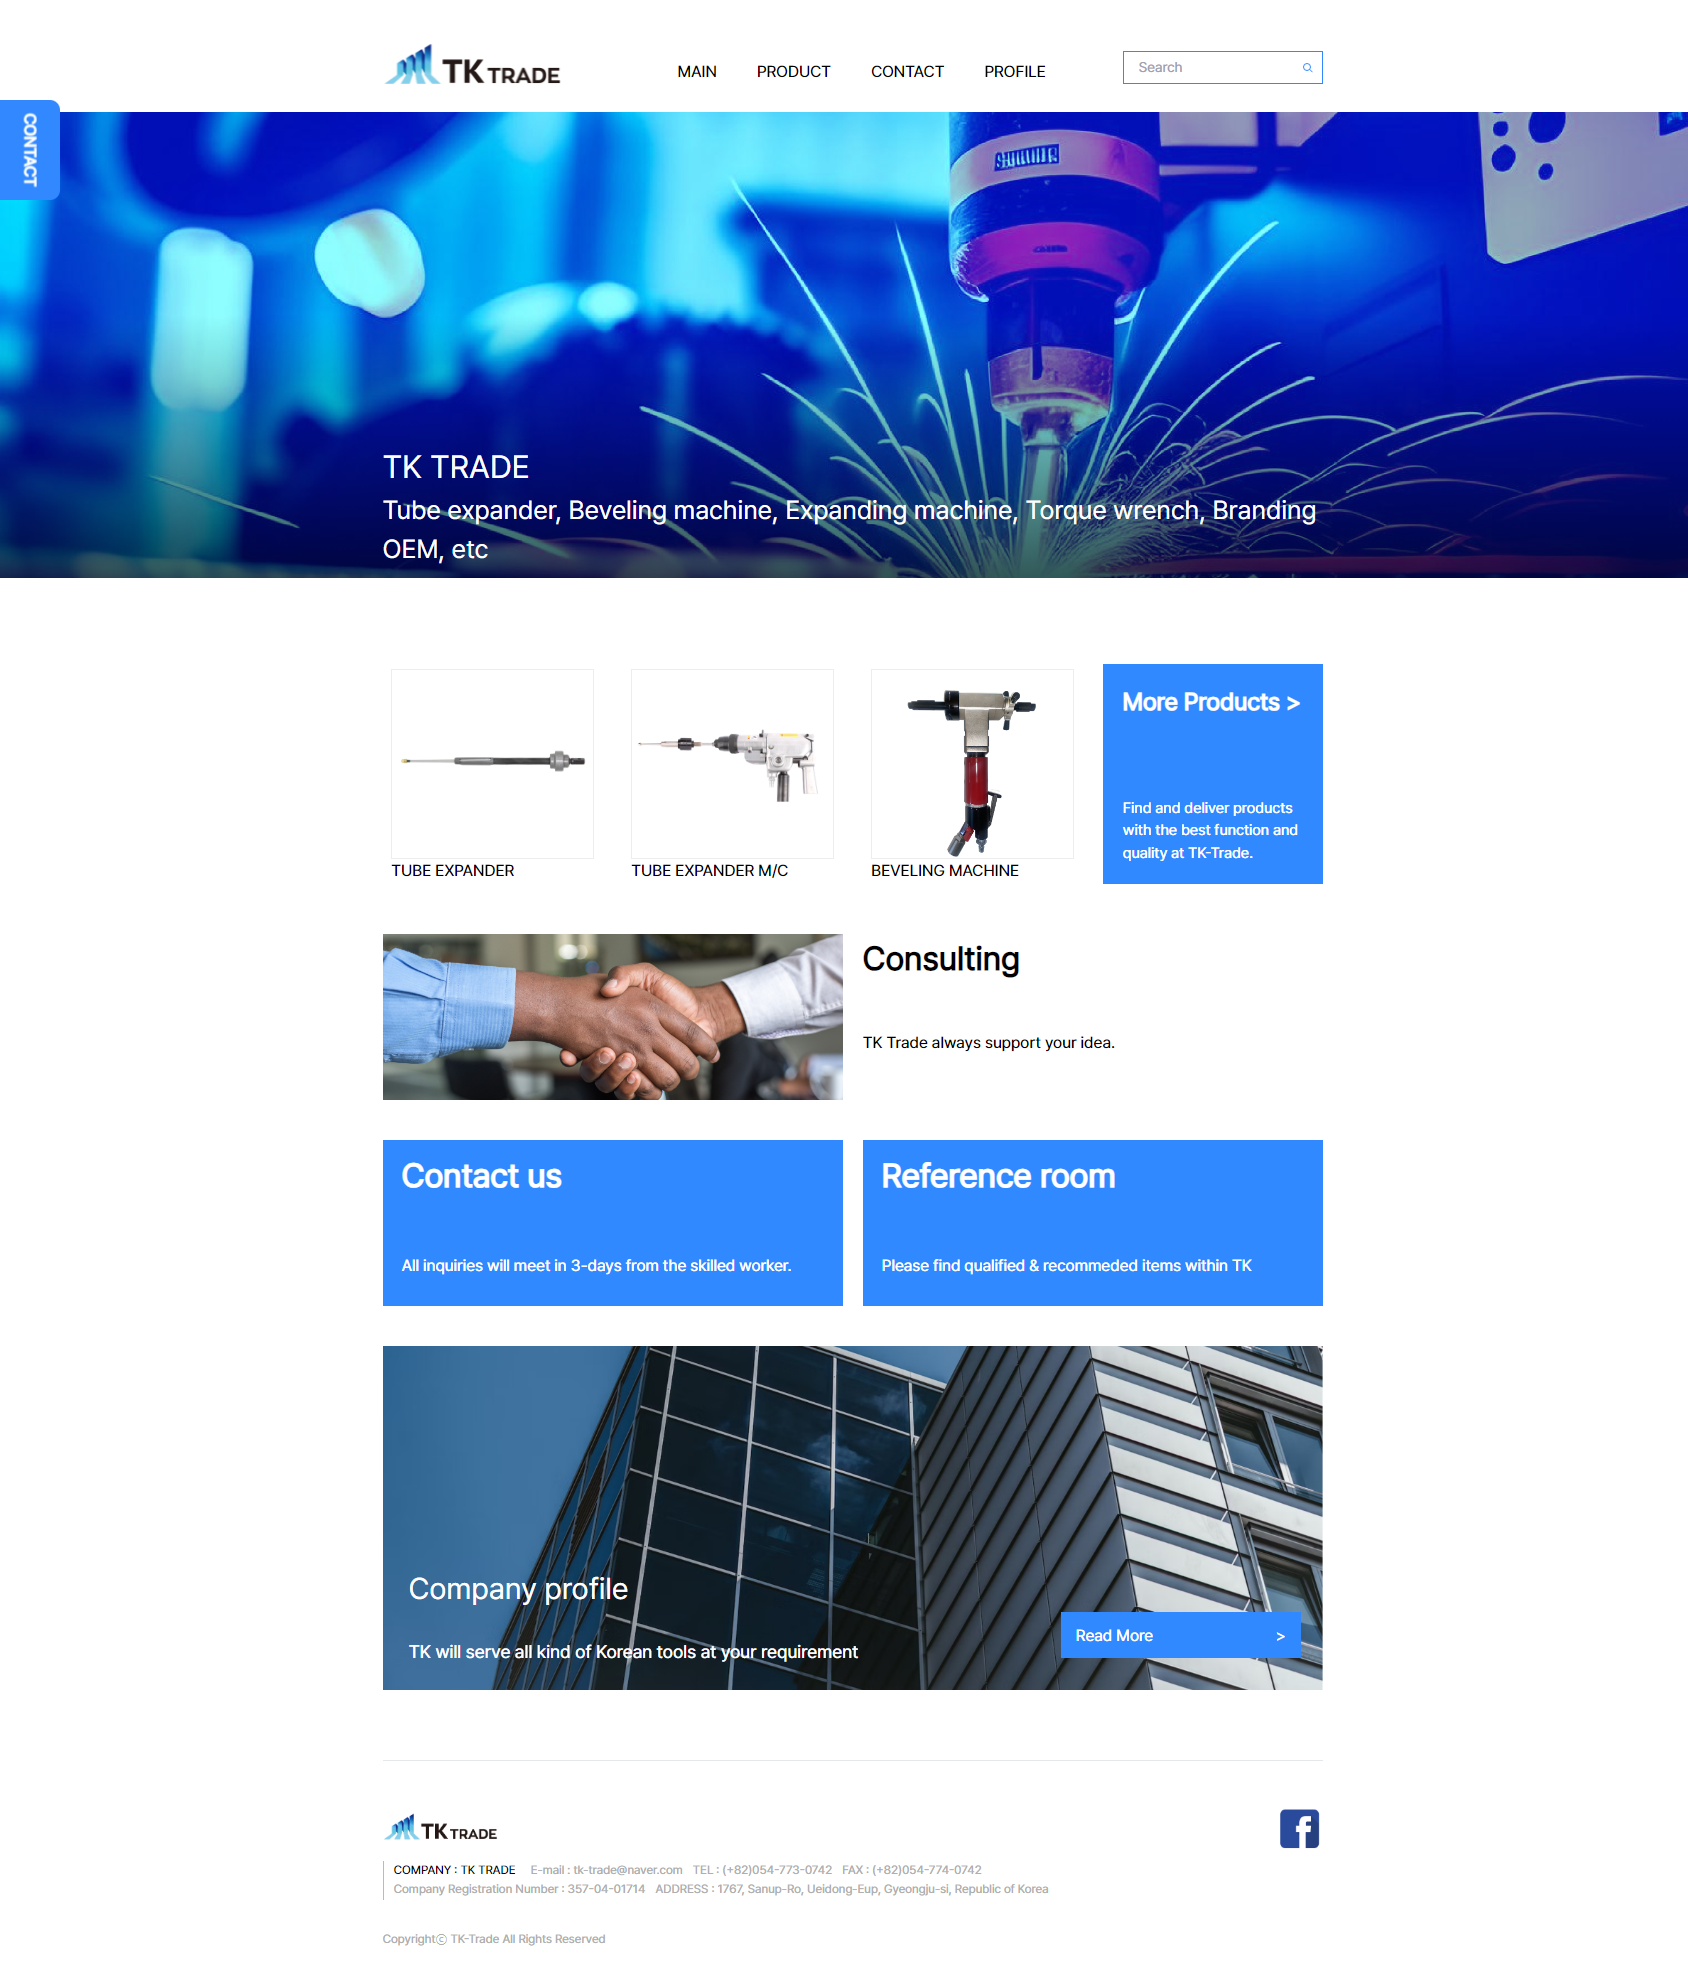 TK TRADE
MAIN PRODUCT CONTACT PROFILE
Search
CONTACT
TK TRADE
Tube expander, Beveling machine, Expanding machine, Torque wrench, Branding
OEM, etc
TUBE EXPANDER
TUBE EXPANDER M/C
BEVELING MACHINE
More Products >
Find and deliver products
with the best function and
quality at TK-Trade.
Consulting
TK Trade always support your idea.
Contact us
All inquiries will meet in 3-days from the skilled worker.
Reference room
Please find qualified & recommeded items within TK
Company profile
TK will serve all kind of Korean tools at your requirement
Read More >
TK TRADE
COMPANY : TK TRADE E-mail : tk-trade@naver.com TEL : (+82)054-773-0742 FAX : (+82)054-774-0742
Company Registration Number : 357-04-01714 ADDRESS : 1767, Sanup-Ro, Ueidong-Eup, Gyeongju-si, Republic of Korea
Copyrightⓒ TK-Trade All Rights Reserved